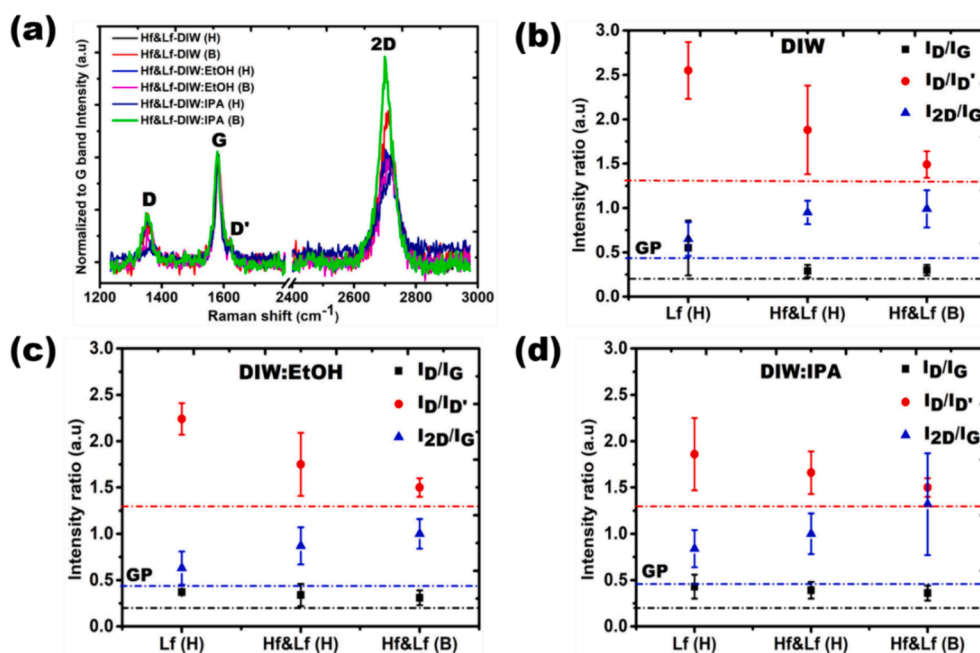 (a)
Normalized to G band Intensity (a.u)
Hf&Lf-DIW (H)
Hf&Lf-DIW (B)
Hf&Lf-DIW:EtOH (H)
Hf&Lf-DIW:EtOH (B)
Hf&Lf-DIW:IPA (H)
Hf&Lf-DIW:IPA (B)
D
G
D'
2D
1200 1400 1600 2400 2600 2800 3000
Raman shift (cm-1)
(b)
DIW
Intensity ratio (a.u)
3.0
2.5
2.0
1.5
1.0
0.5
0.0
ID/IG
ID/ID'
I2D/IG
GP
Lf (H) Hf&Lf (H) Hf&Lf (B)
(c)
DIW:EtOH
Intensity ratio (a.u)
3.0
2.5
2.0
1.5
1.0
0.5
0.0
ID/IG
ID/ID'
I2D/IG
GP
Lf (H) Hf&Lf (H) Hf&Lf (B)
(d)
DIW:IPA
Intensity ratio (a.u)
3.0
2.5
2.0
1.5
1.0
0.5
0.0
ID/IG
ID/ID'
I2D/IG
GP
Lf (H) Hf&Lf (H) Hf&Lf (B)